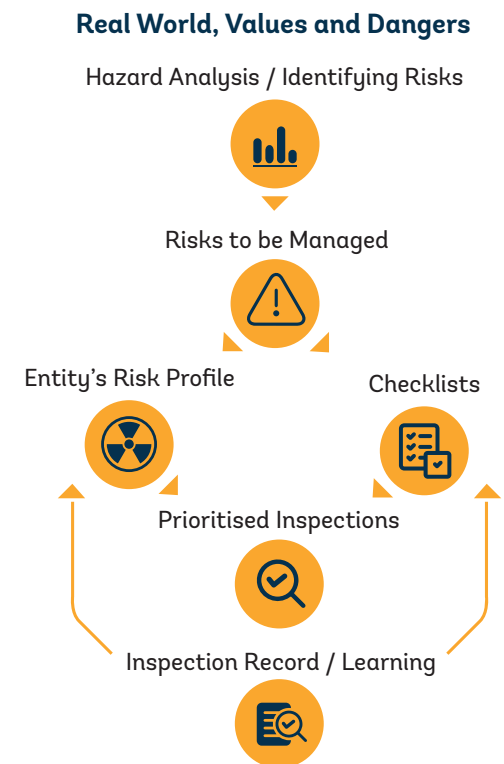 Real World, Values and Dangers
Hazard Analysis / Identifying Risks
Risks to be Managed
Entity's Risk Profile
Checklists
Prioritised Inspections
Inspection Record / Learning